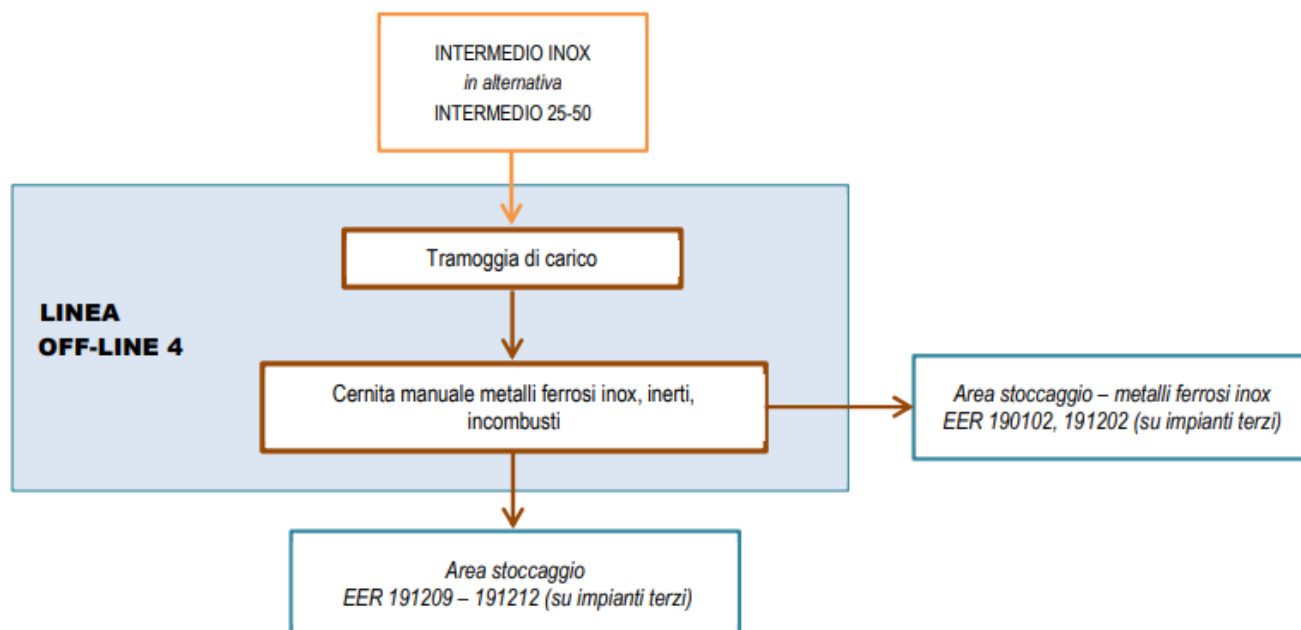 INTERMEDIO INOX
in alternativa
INTERMEDIO 25-50
Tramoggia di carico
LINEA
OFF-LINE 4
Cernita manuale metalli ferrosi inox, inerti,
incombusti
Area stoccaggio – metalli ferrosi inox
EER 190102, 191202 (su impianti terzi)
Area stoccaggio
EER 191209 – 191212 (su impianti terzi)